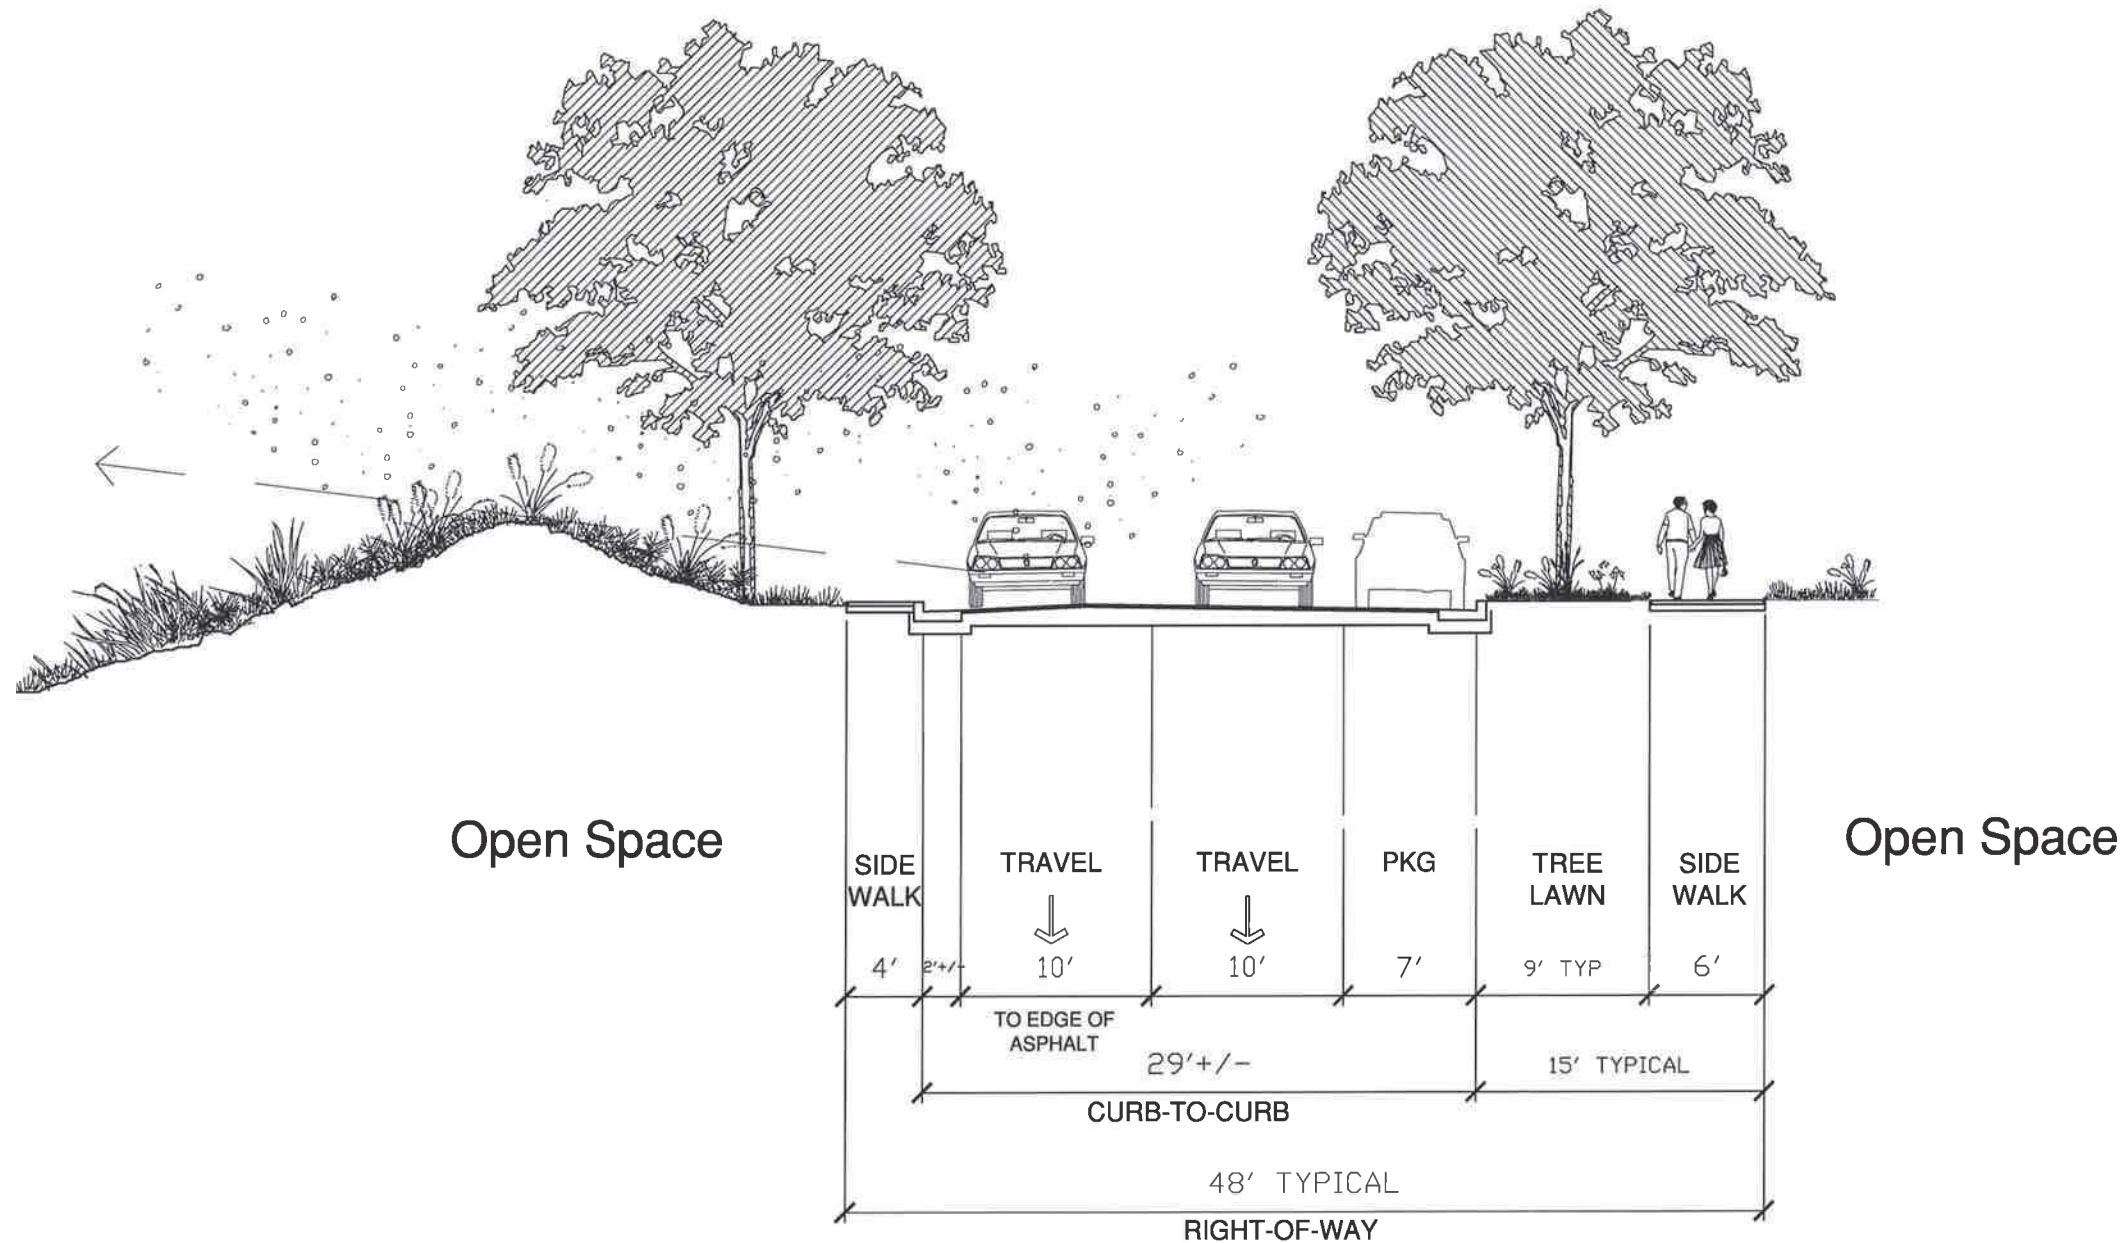 Open Space
Open Space
SIDE
WALK
TRAVEL
TRAVEL
PKG
TREE
LAWN
SIDE
WALK
4'
2'+/-
10'
10'
7'
9' TYP
6'
TO EDGE OF
ASPHALT
29'+/-
15' TYPICAL
CURB-TO-CURB
48' TYPICAL
RIGHT-OF-WAY